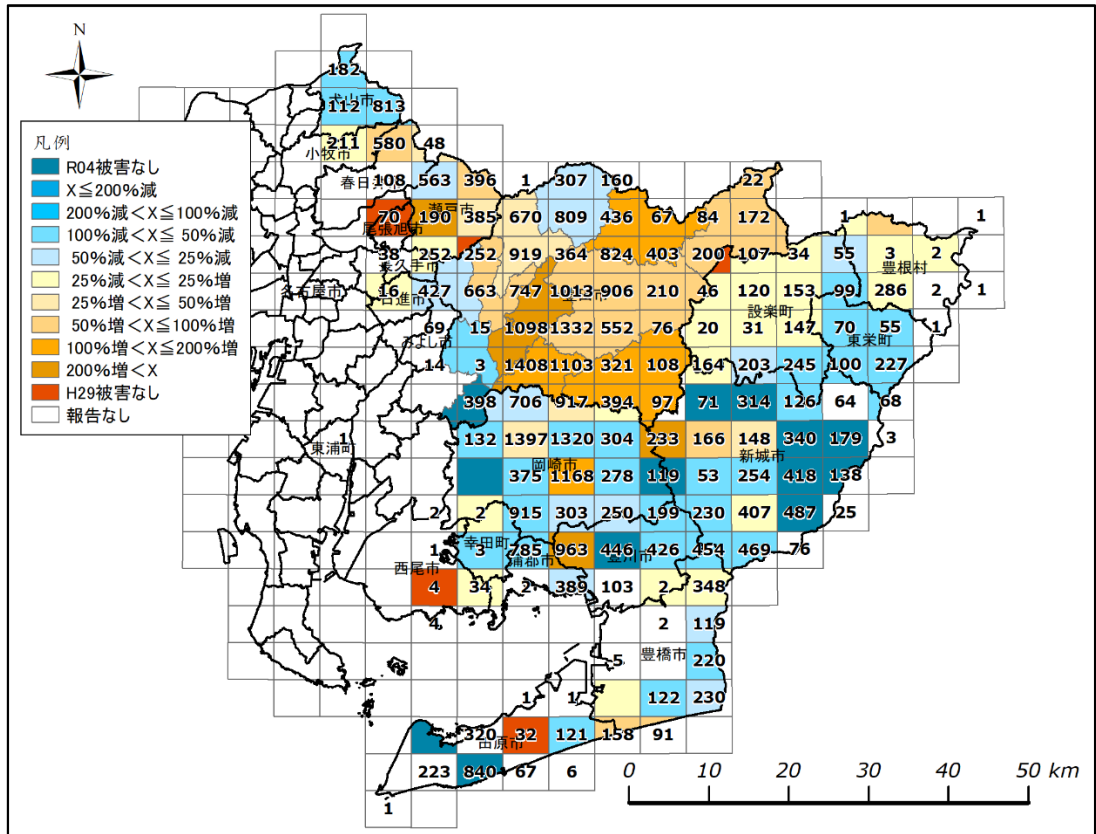 N
182
犬山市
112 813
凡例
R04被害なし
X≦200%減
200%減<X≦100%減
100%減<X≦ 50%減
50%減<X≦ 25%減
25%減<X≦ 25%増
25%増<X≦ 50%増
50%増<X≦100%増
100%増<X≦200%増
200%増<X
H29被害なし
報告なし
211 580 48
小牧市
春日井市
108 563 396 1 307 160 22
瀬戸市
70 190 385 670 809 436 67 84 172 1 1
尾張旭市
38 252 252 919 364 824 403 200 107 34 55 3 2
長久手市 豊根村
名古屋市 日進市 豊田市
16 427 663 747 1013 906 210 46 120 153 99 286 2 1
設楽町
69 15 1098 1332 552 76 20 31 147 70 55 1
みよし市 東栄町
14 3 1408 1103 321 108 164 203 245 100 227
398 706 917 394 97 71 314 126 64 68
東浦町
1 132 1397 1320 304 233 166 148 340 179 3
岡崎市 新城市
375 1168 278 119 53 254 418 138
2 2 915 303 250 199 230 407 487 25
幸田町
1 3 785 963 446 426 454 469 76
西尾市 蒲郡市 豊川市
4 34 2 389 103 2 348
4 2 119
豊橋市
5 220
1 1 122 230
320 32 121 158 91
田原市
223 840 67 6
1
0 10 20 30 40 50 km